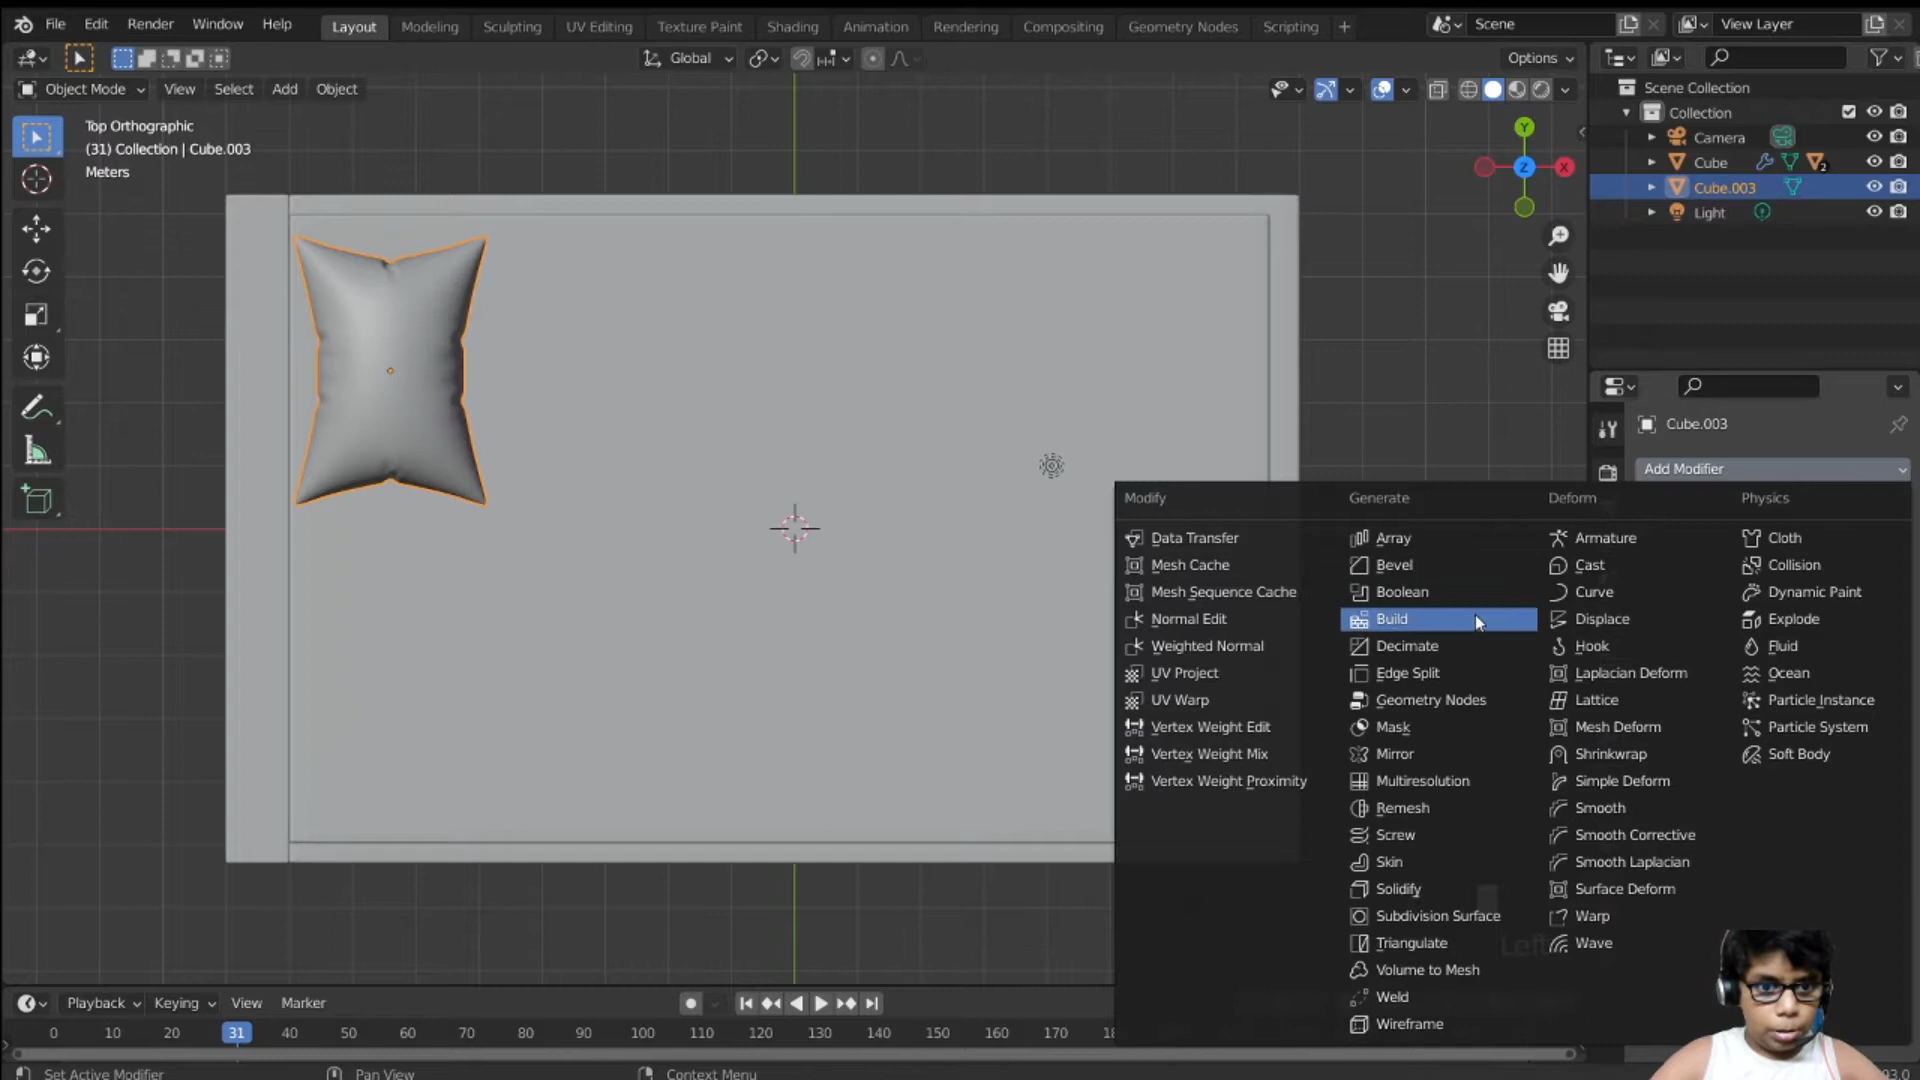 File Edit Render Window Help Layout Modeling Sculpting UV Editing Texture Paint Shading Animation Rendering Compositing Geometry Nodes Scripting + Scene View Layer
Global Options
Object Mode View Select Add Object
Top Orthographic
(31) Collection | Cube.003
Meters
Y
Z X
Scene Collection
Collection
Camera
Cube 2
Cube.003
Light
Cube.003
Add Modifier
Modify Generate Deform Physics
Data Transfer Array Armature Cloth
Mesh Cache Bevel Cast Collision
Mesh Sequence Cache Boolean Curve Dynamic Paint
Normal Edit Build Displace Explode
Weighted Normal Decimate Hook Fluid
UV Project Edge Split Laplacian Deform Ocean
UV Warp Geometry Nodes Lattice Particle Instance
Vertex Weight Edit Mask Mesh Deform Particle System
Vertex Weight Mix Mirror Shrinkwrap Soft Body
Vertex Weight Proximity Multiresolution Simple Deform
Remesh Smooth
Screw Smooth Corrective
Skin Smooth Laplacian
Solidify Surface Deform
Subdivision Surface Warp
Triangulate Wave
Volume to Mesh
Weld
Wireframe
Playback Keying View Marker
0 10 20 31 40 50 60 70 80 90 100 110 120 130 140 150 160 170
Set Active Modifier Pan View Context Menu